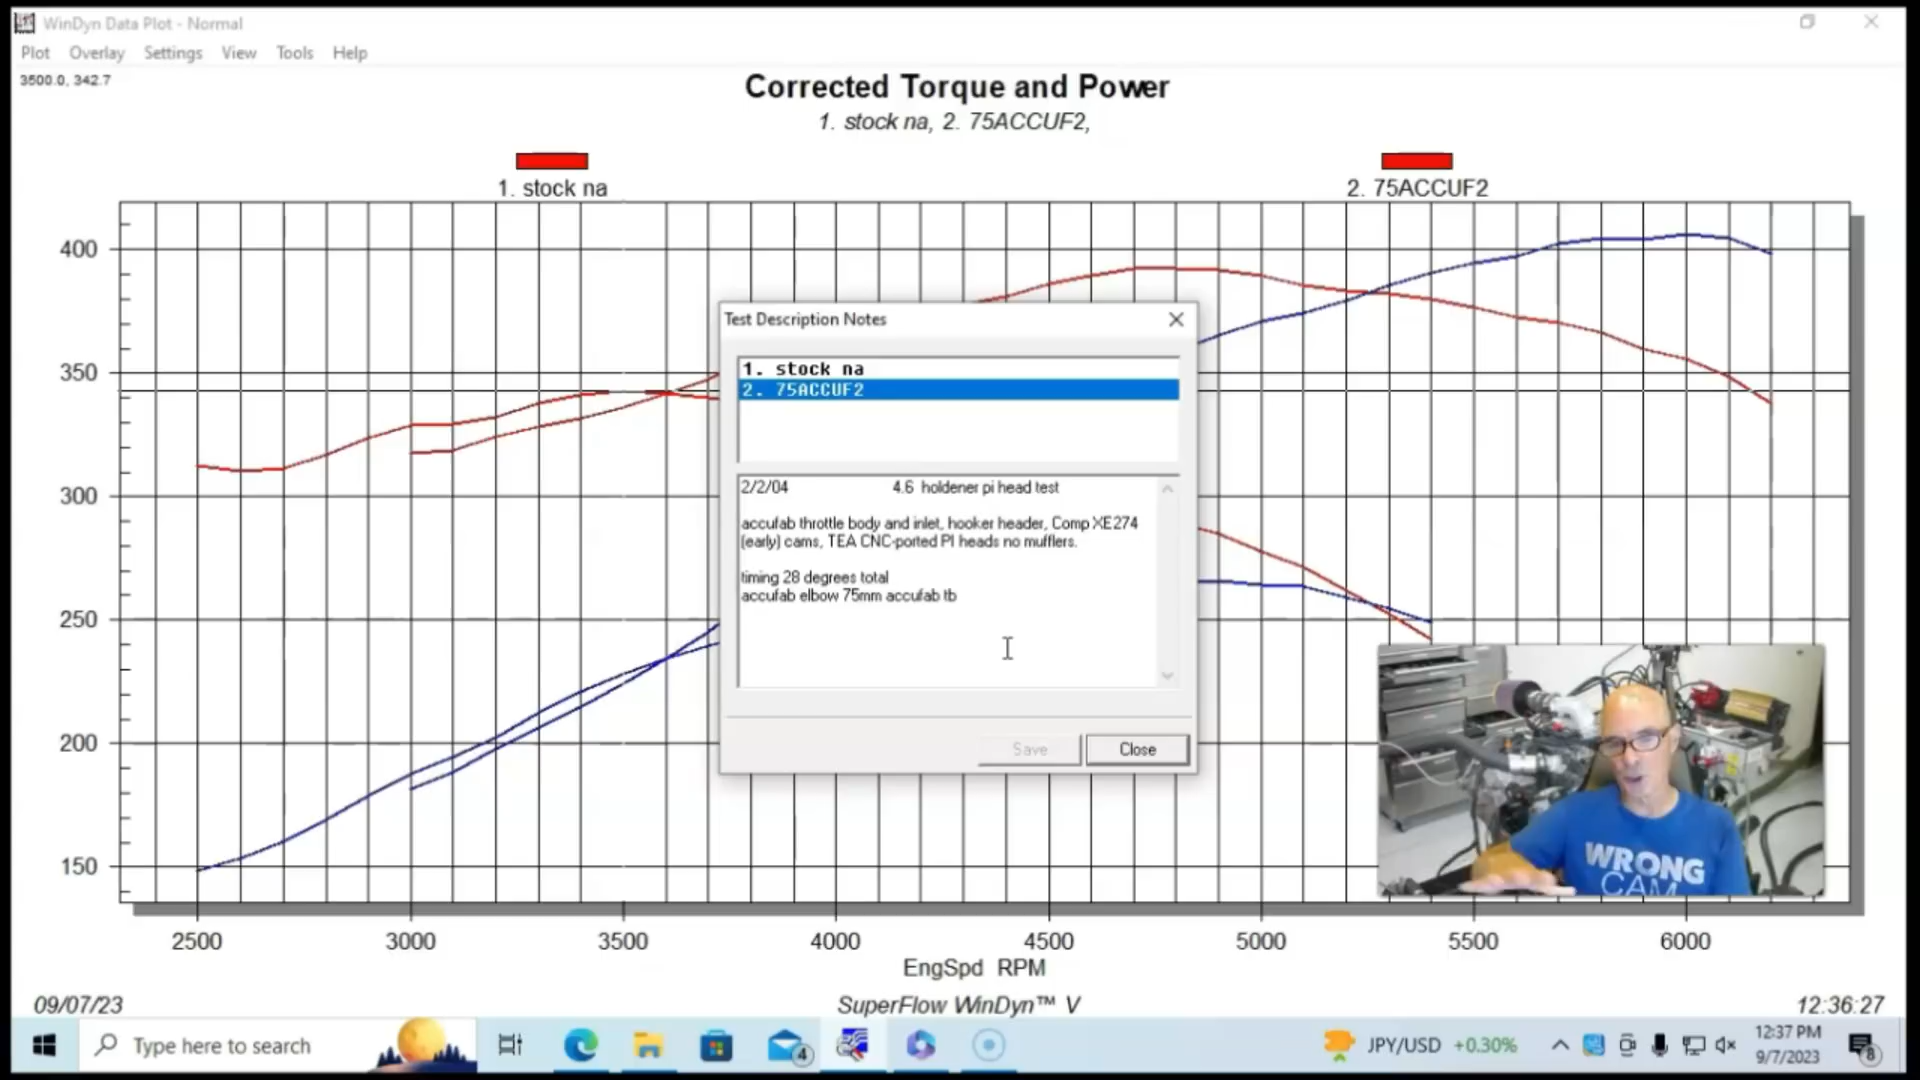 WinDyn Data Plot - Normal
Plot Overlay Settings View Tools Help
3500.0, 342.7
Corrected Torque and Power
1. stock na, 2. 75ACCUF2,
1. stock na
2. 75ACCUF2
400
350
300
250
200
150
Test Description Notes
1. stock na
2. 75ACCUF2
2/2/04 4.6 holdener pi head test
accufab throttle body and inlet, hooker header, Comp XE274
(early) cams, TEA CNC-ported PI heads no mufflers.
timing 28 degrees total
accufab elbow 75mm accufab tb
Save Close
WRONG
CAM
2500 3000 3500 4000 4500 5000 5500 6000
EngSpd RPM
09/07/23 SuperFlow WinDyn™ V 12:36:27
Type here to search
4
JPY/USD +0.30%
12:37 PM
9/7/2023
8